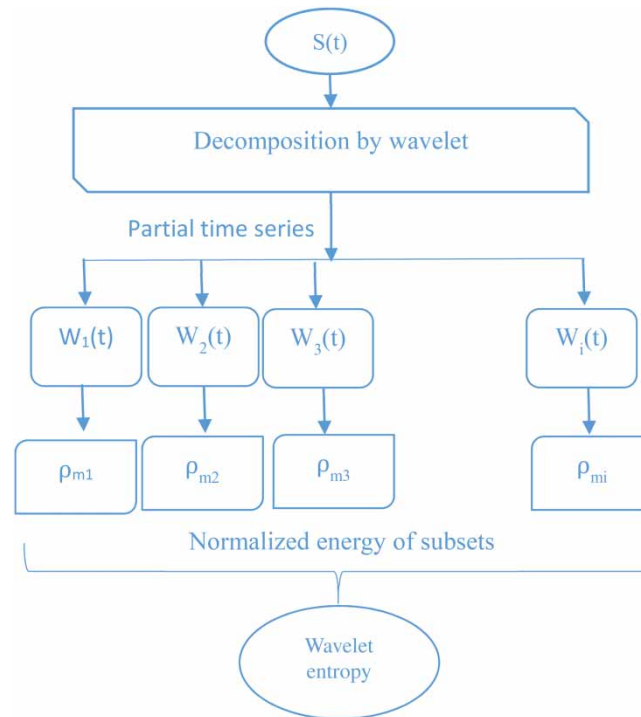 S(t)
Decomposition by wavelet
Partial time series
W₁(t) W₂(t) W₃(t) Wᵢ(t)
ρₘ₁ ρₘ₂ ρₘ₃ ρₘᵢ
Normalized energy of subsets
Wavelet
entropy